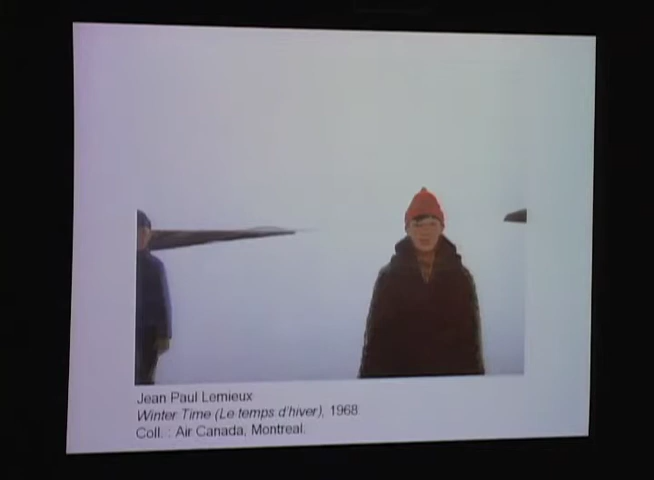 Jean Paul Lemieux
Winter Time (Le temps d'hiver), 1968.
Coll. : Air Canada, Montreal.